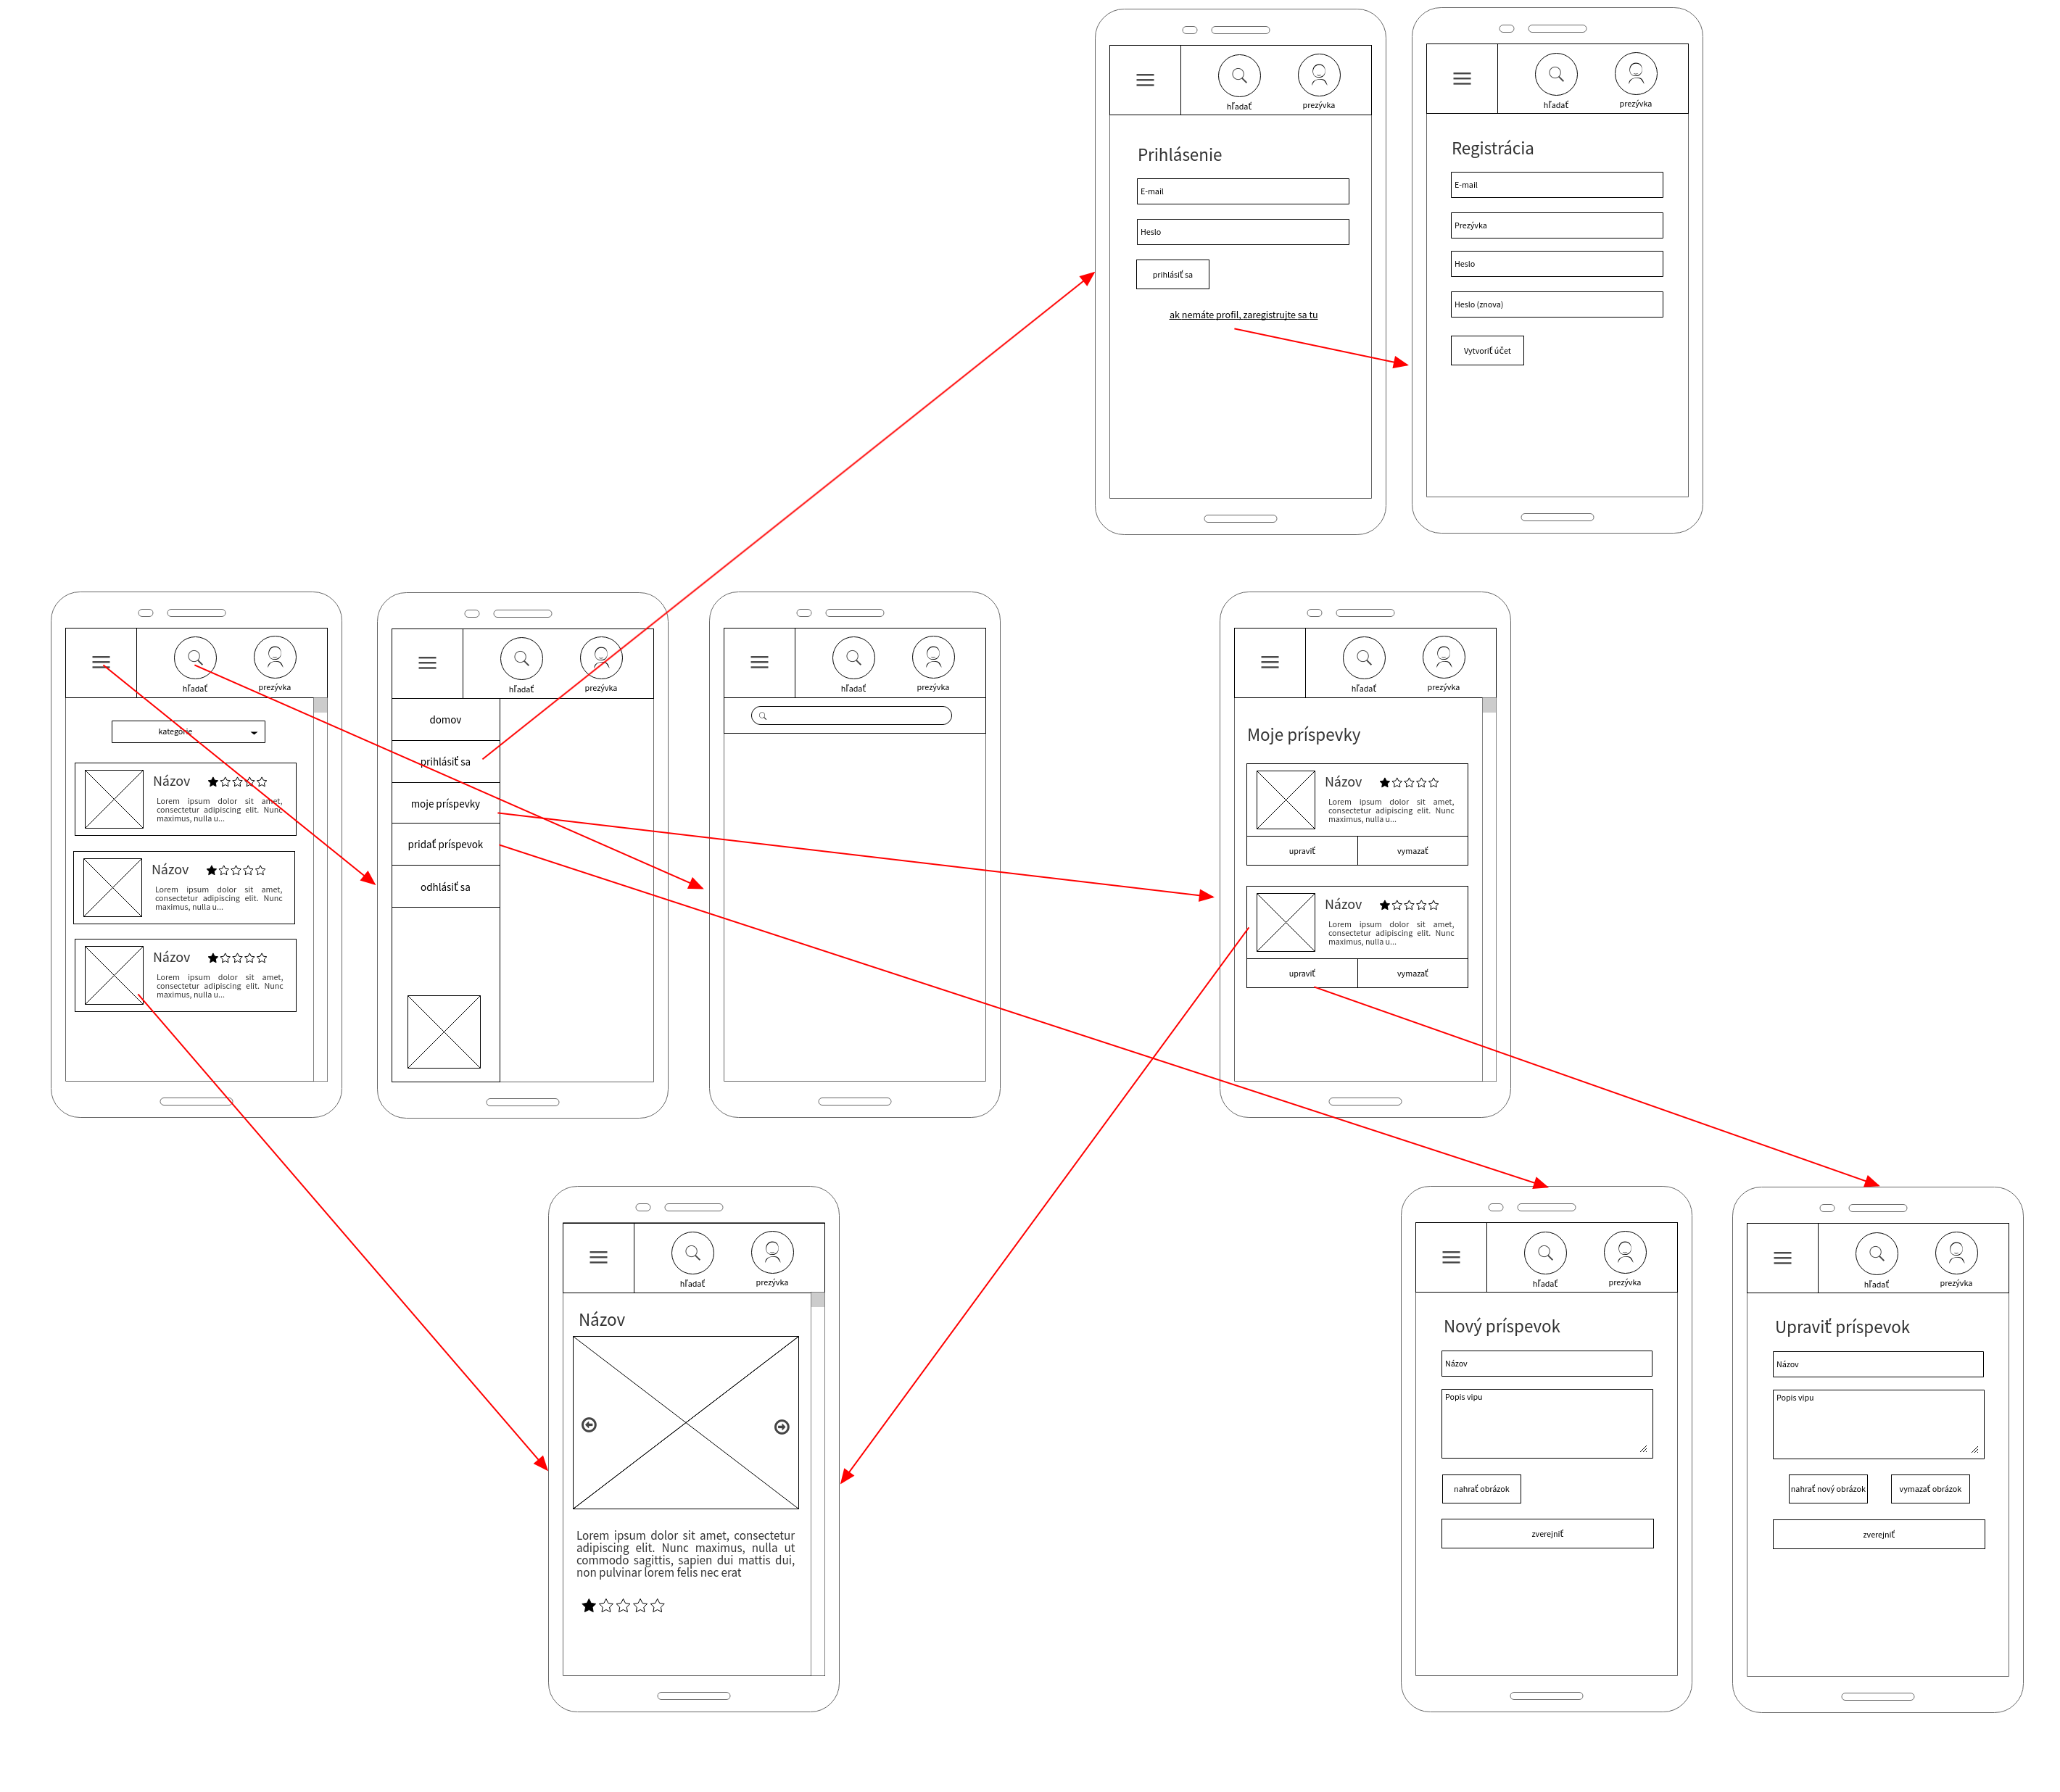 hľadať
prezývka
Prihlásenie
E-mail
Heslo
prihlásiť sa
ak nemáte profil, zaregistrujte sa tu
hľadať
prezývka
Registrácia
E-mail
Prezývka
Heslo
Heslo (znova)
Vytvoriť účet
hľadať
prezývka
kategórie
Názov
Lorem ipsum dolor sit amet,
consectetur adipiscing elit. Nunc
maximus, nulla u...
Názov
Lorem ipsum dolor sit amet,
consectetur adipiscing elit. Nunc
maximus, nulla u...
Názov
Lorem ipsum dolor sit amet,
consectetur adipiscing elit. Nunc
maximus, nulla u...
hľadať
prezývka
domov
prihlásiť sa
moje príspevky
pridať príspevok
odhlásiť sa
hľadať
prezývka
hľadať
prezývka
Moje príspevky
Názov
Lorem ipsum dolor sit amet,
consectetur adipiscing elit. Nunc
maximus, nulla u...
upraviť
vymazať
Názov
Lorem ipsum dolor sit amet,
consectetur adipiscing elit. Nunc
maximus, nulla u...
upraviť
vymazať
hľadať
prezývka
Názov
Lorem ipsum dolor sit amet, consectetur
adipiscing elit. Nunc maximus, nulla ut
commodo sagittis, sapien dui mattis dui,
non pulvinar lorem felis nec erat
hľadať
prezývka
Nový príspevok
Názov
Popis vipu
nahrať obrázok
zverejniť
hľadať
prezývka
Upraviť príspevok
Názov
Popis vipu
nahrať nový obrázok
vymazať obrázok
zverejniť